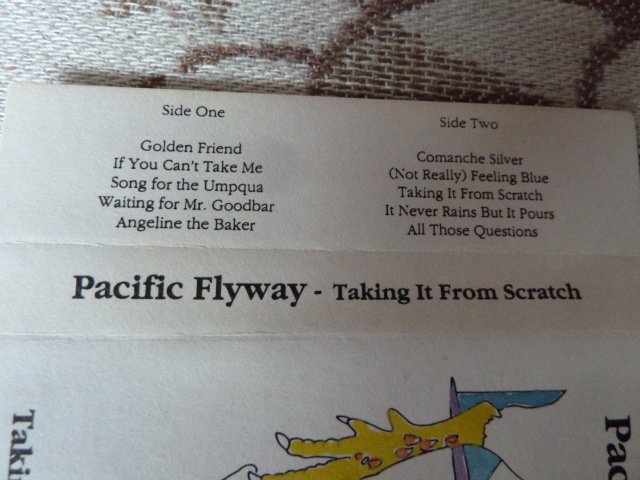 Side One
Golden Friend
If You Can't Take Me
Song for the Umpqua
Waiting for Mr. Goodbar
Angeline the Baker
Side Two
Comanche Silver
(Not Really) Feeling Blue
Taking It From Scratch
It Never Rains But It Pours
All Those Questions
Pacific Flyway - Taking It From Scratch